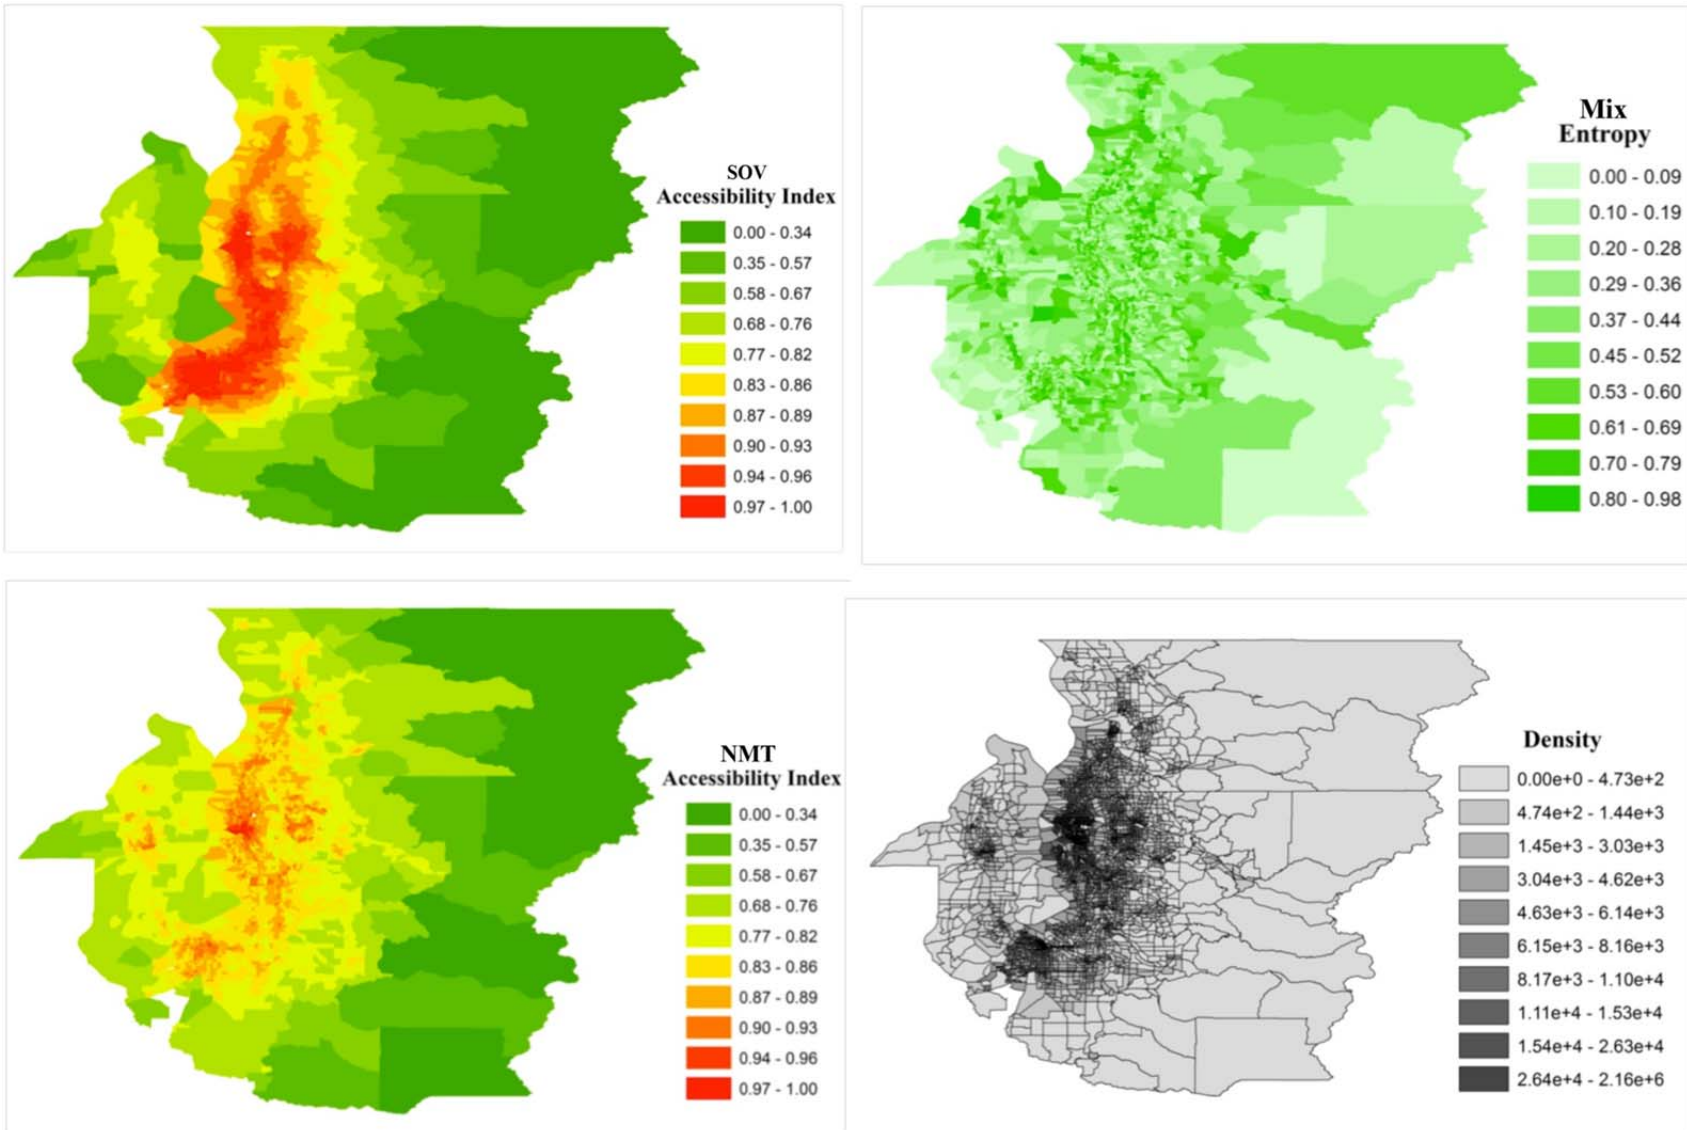 SOV
Accessibility Index
0.00 - 0.34
0.35 - 0.57
0.58 - 0.67
0.68 - 0.76
0.77 - 0.82
0.83 - 0.86
0.87 - 0.89
0.90 - 0.93
0.94 - 0.96
0.97 - 1.00
Mix
Entropy
0.00 - 0.09
0.10 - 0.19
0.20 - 0.28
0.29 - 0.36
0.37 - 0.44
0.45 - 0.52
0.53 - 0.60
0.61 - 0.69
0.70 - 0.79
0.80 - 0.98
NMT
Accessibility Index
0.00 - 0.34
0.35 - 0.57
0.58 - 0.67
0.68 - 0.76
0.77 - 0.82
0.83 - 0.86
0.87 - 0.89
0.90 - 0.93
0.94 - 0.96
0.97 - 1.00
Density
0.00e+0 - 4.73e+2
4.74e+2 - 1.44e+3
1.45e+3 - 3.03e+3
3.04e+3 - 4.62e+3
4.63e+3 - 6.14e+3
6.15e+3 - 8.16e+3
8.17e+3 - 1.10e+4
1.11e+4 - 1.53e+4
1.54e+4 - 2.63e+4
2.64e+4 - 2.16e+6